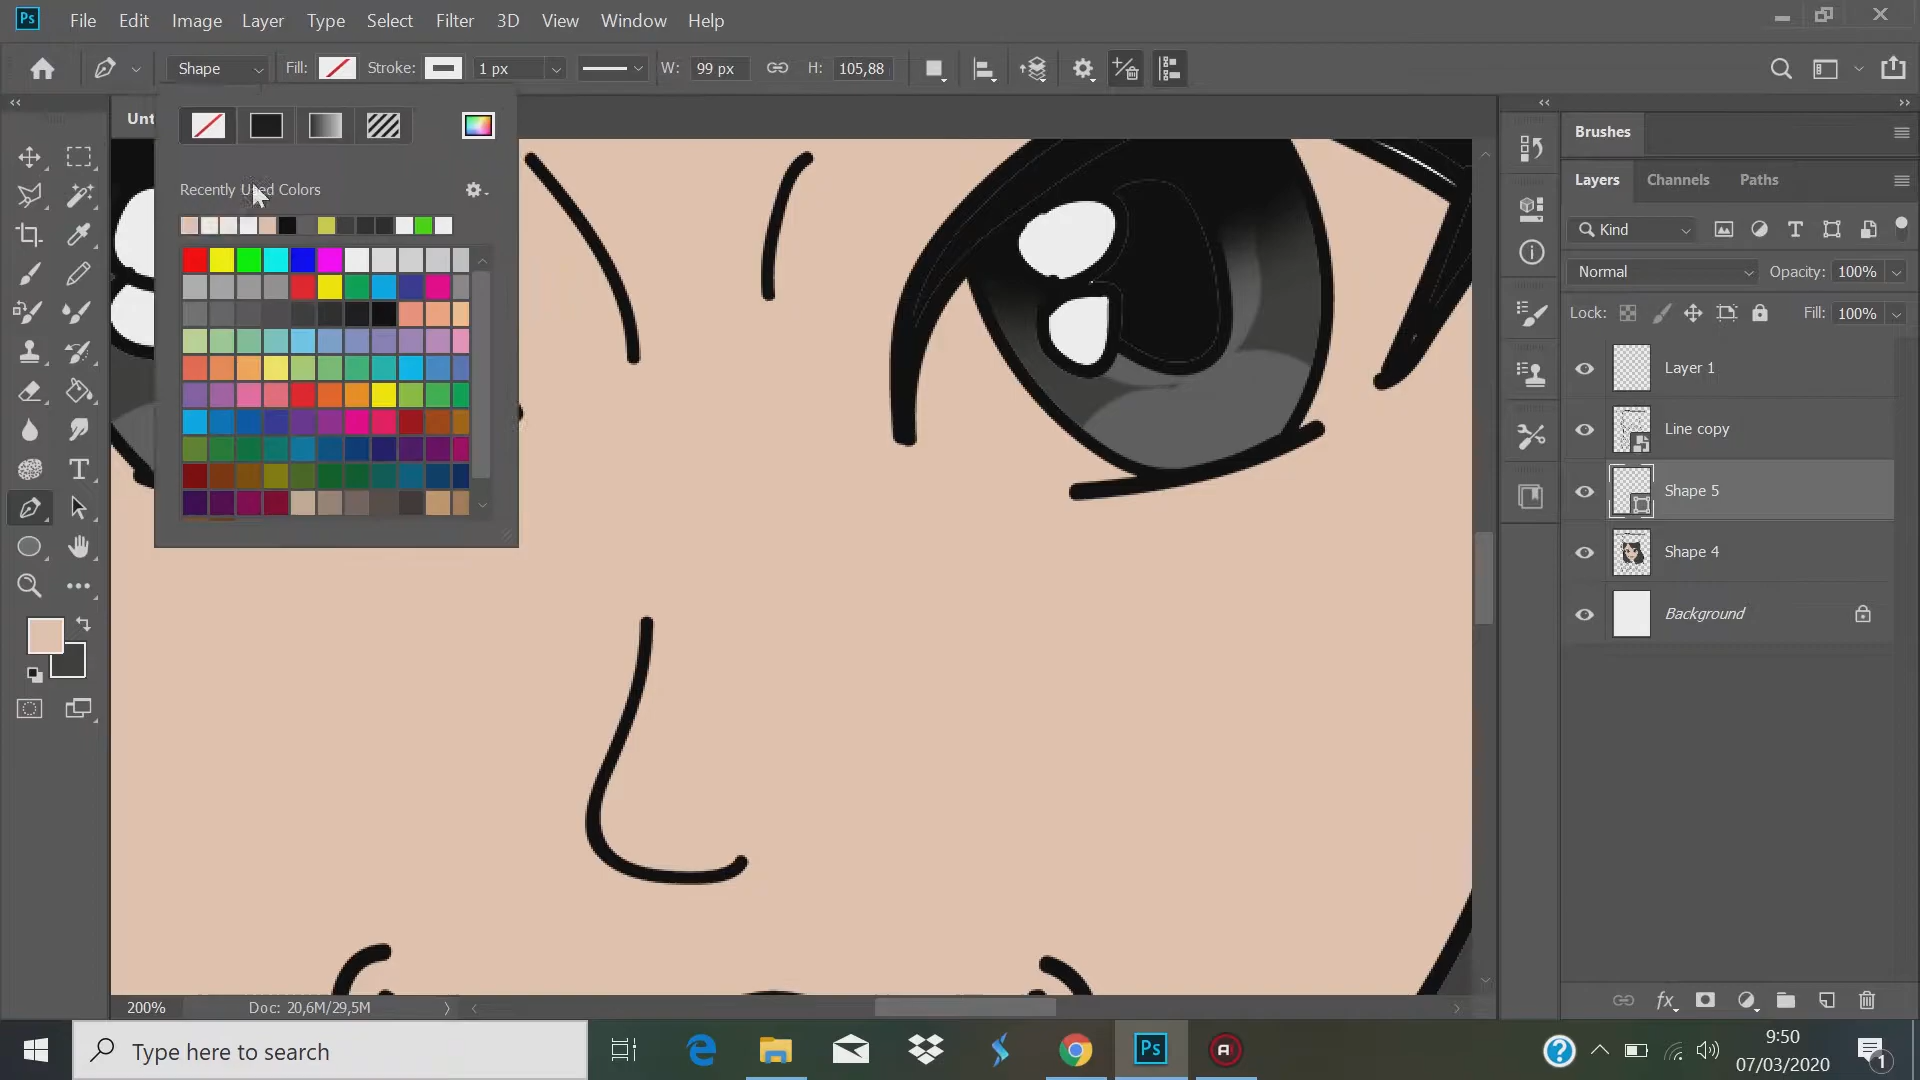 Ps File Edit Image Layer Type Select Filter 3D View Window Help
Shape Fill: Stroke: 1 px W: 99 px H: 105,88
Unt
Recently Used Colors
Brushes
Layers Channels Paths
Kind
Normal Opacity: 100%
Lock: Fill: 100%
Layer 1
Line copy
Shape 5
Shape 4
Background
200% Doc: 20,6M/29,5M
Type here to search
Ps
9:50
07/03/2020
1